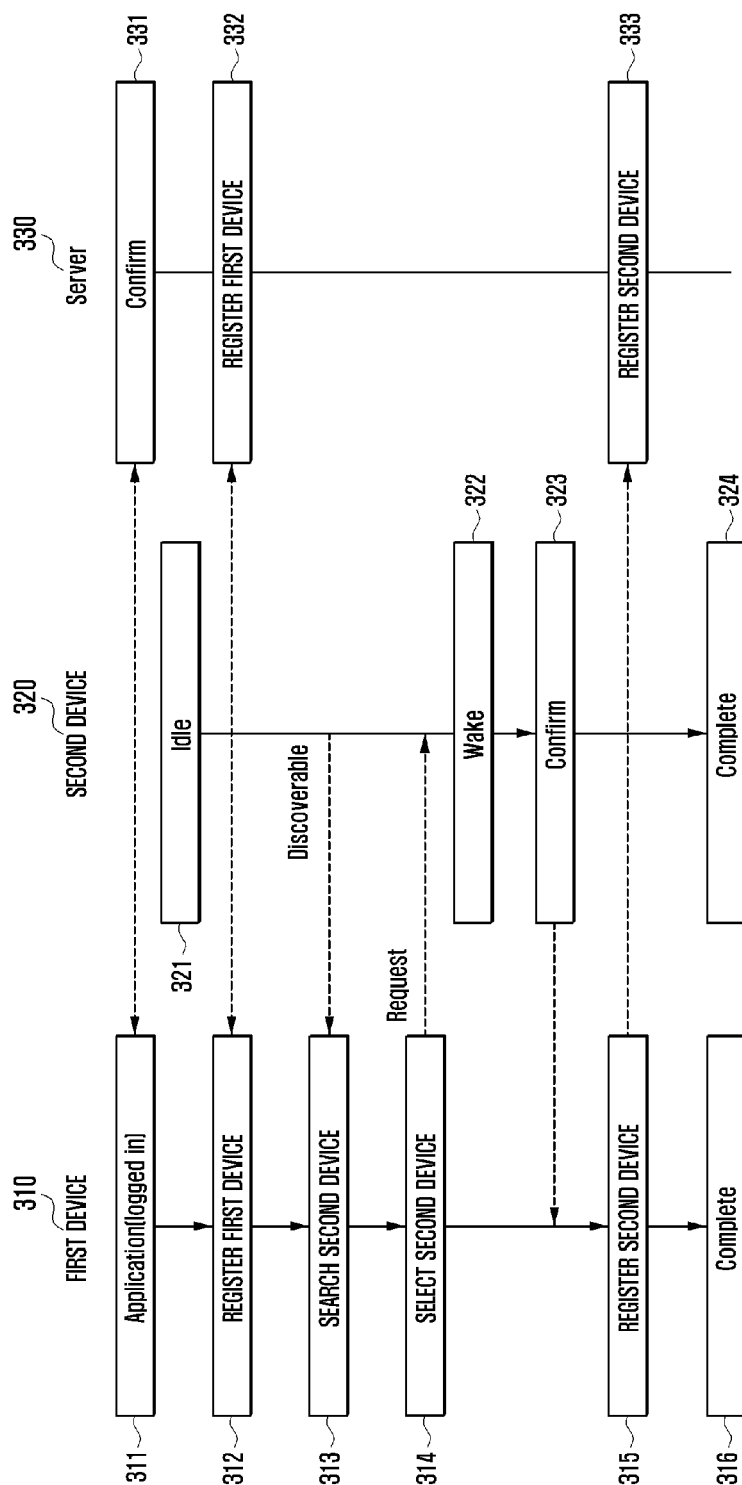 310
FIRST DEVICE
320
SECOND DEVICE
330
Server
311
Application(logged in)
Confirm
331
321
Idle
312
REGISTER FIRST DEVICE
REGISTER FIRST DEVICE
332
313
SEARCH SECOND DEVICE
Discoverable
314
SELECT SECOND DEVICE
Request
Wake
322
Confirm
323
315
REGISTER SECOND DEVICE
REGISTER SECOND DEVICE
333
316
Complete
Complete
324